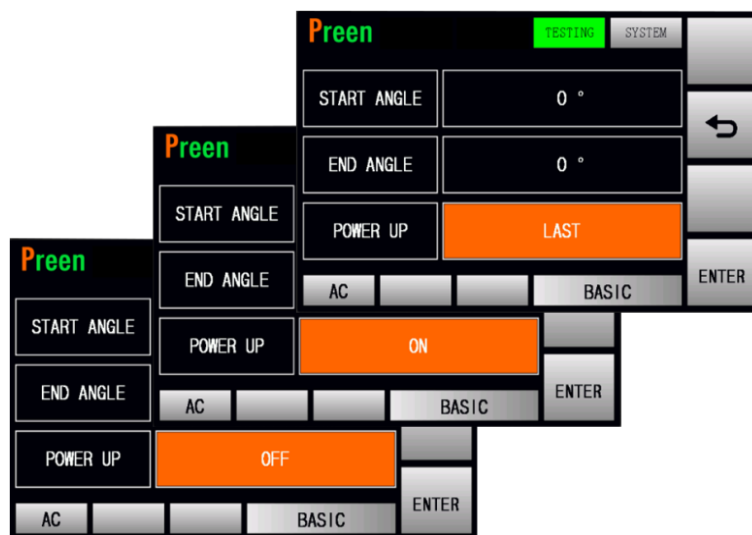 Preen
TESTING SYSTEM
START ANGLE 0 °
END ANGLE 0 °
POWER UP LAST
AC BASIC
ENTER
Preen
START ANGLE
END ANGLE
POWER UP ON
AC BASIC
ENTER
Preen
START ANGLE
END ANGLE
POWER UP OFF
AC BASIC
ENTER